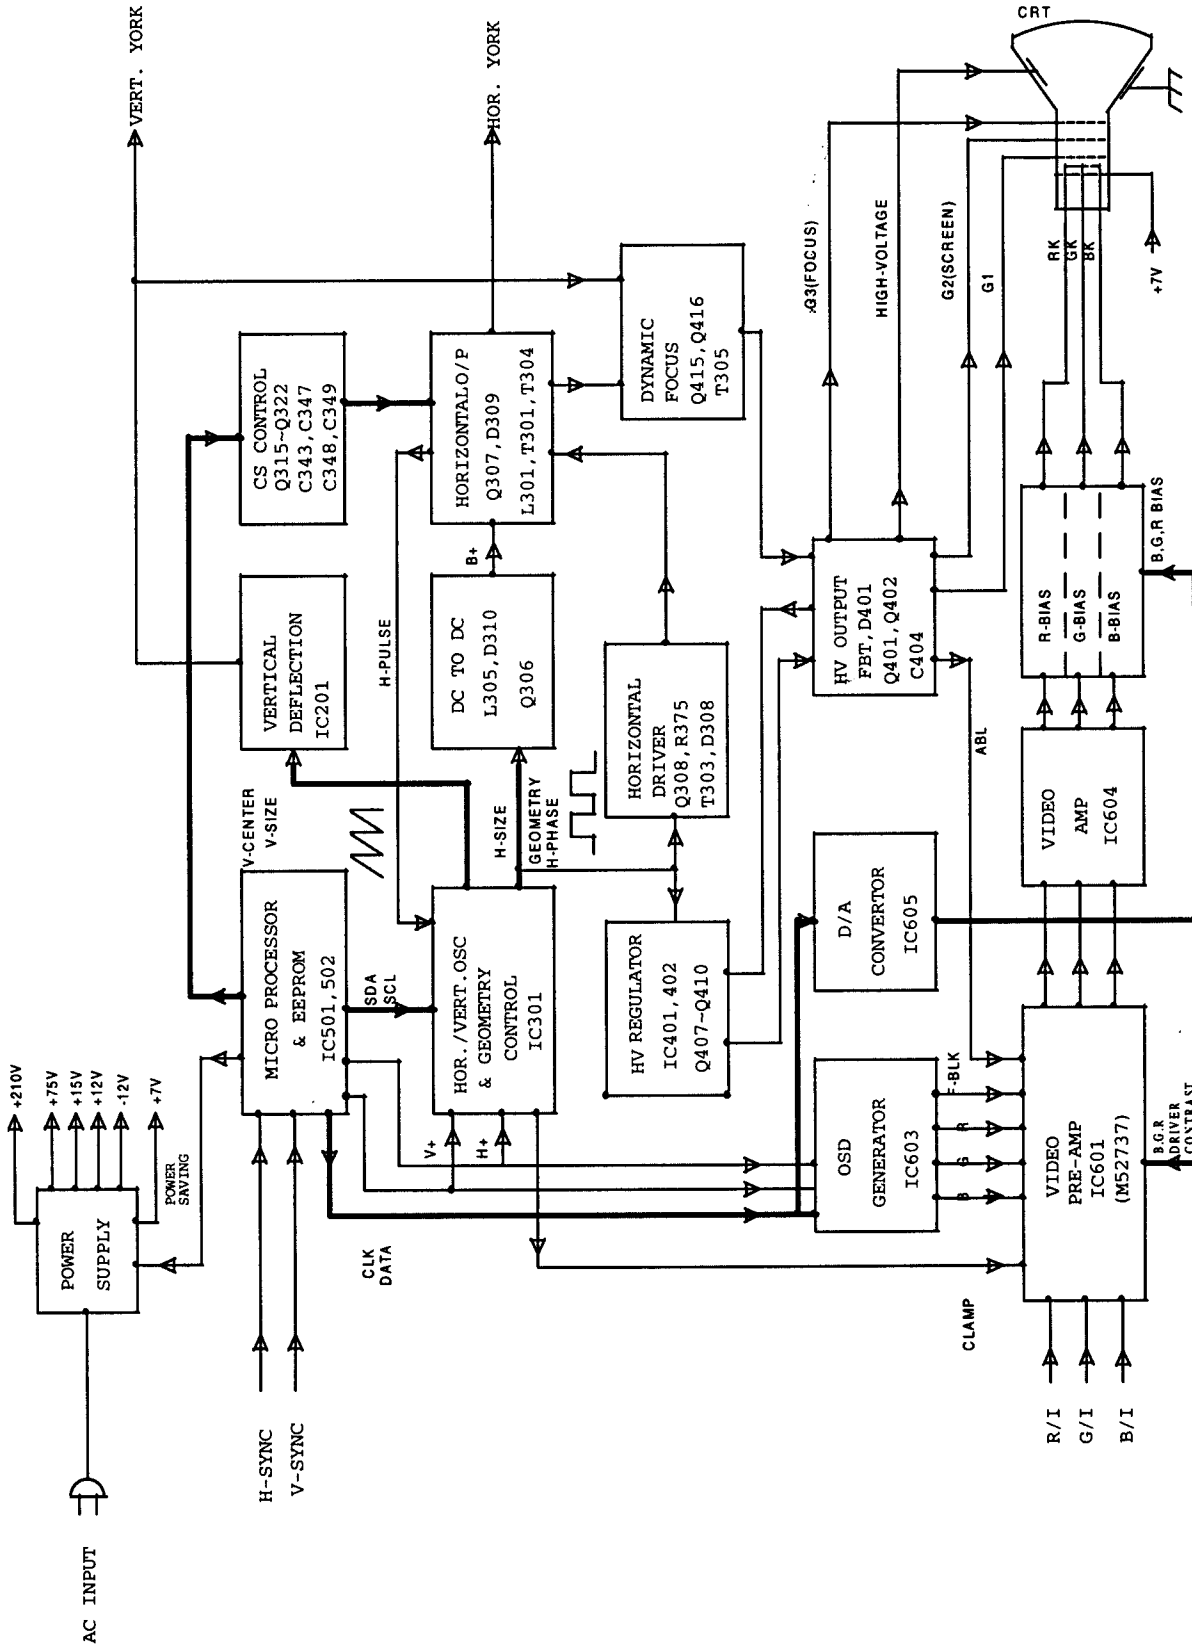 AC INPUT
POWER
SUPPLY
+210V
+75V
+15V
+12V
-12V
+7V
POWER
SAVING
H-SYNC
V-SYNC
MICRO PROCESSOR
& EEPROM
IC501,502
V-CENTER
V-SIZE
SDA
SCL
CLK
DATA
VERTICAL
DEFLECTION
IC201
CS CONTROL
Q315~Q322
C343,C347
C348,C349
VERT. YORK
HOR./VERT.OSC
& GEOMETRY
CONTROL
IC301
V+
H+
H-PULSE
H-SIZE
GEOMETRY
H-PHASE
DC TO DC
L305,D310
Q306
B+
HORIZONTALO/P
Q307,D309
L301,T301,T304
HOR. YORK
HV REGULATOR
IC401,402
Q407~Q410
HORIZONTAL
DRIVER
Q308,R375
T303,D308
DYNAMIC
FOCUS
Q415,Q416
T305
OSD
GENERATOR
IC603
D/A
CONVERTOR
IC605
HV OUTPUT
FBT,D401
Q401,Q402
C404
G3(FOCUS)
HIGH-VOLTAGE
G2(SCREEN)
G1
ABL
F-BLK
R
G
B
CLAMP
R/I
G/I
B/I
VIDEO
PRE-AMP
IC601
(M52737)
B.G.R
DRIVER
CONTRAST
VIDEO
AMP
IC604
R-BIAS
G-BIAS
B-BIAS
B,G,R BIAS
RK
GK
BK
+7V
CRT